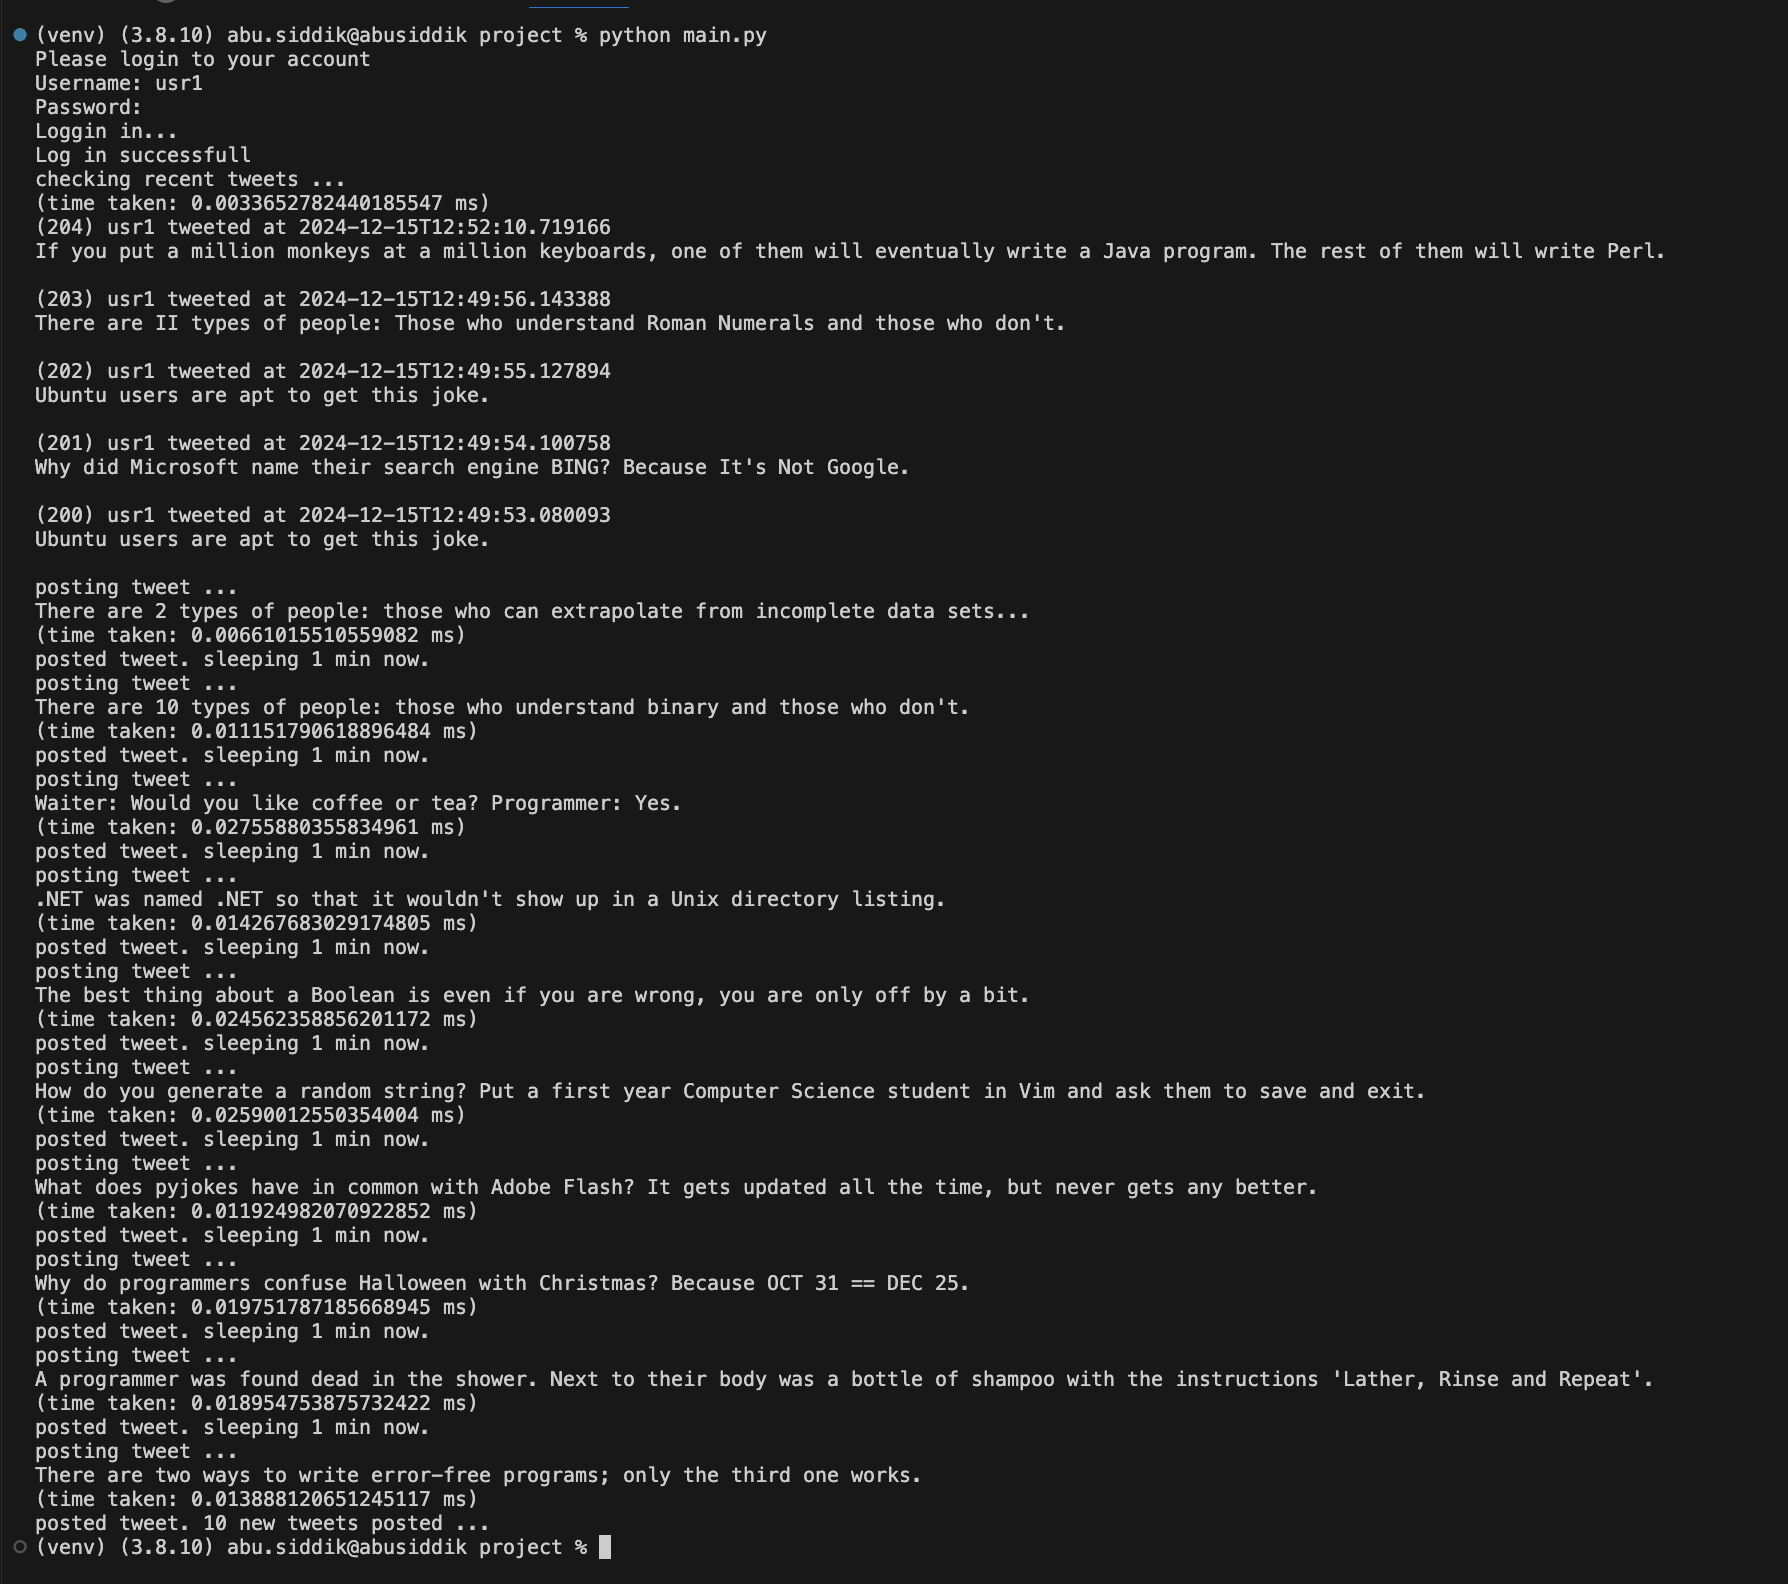 (venv) (3.8.10) abu.siddik@abusiddik project % python main.py
Please login to your account
Username: usr1
Password:
Loggin in...
Log in successfull
checking recent tweets ...
(time taken: 0.0033652782440185547 ms)
(204) usr1 tweeted at 2024-12-15T12:52:10.719166
If you put a million monkeys at a million keyboards, one of them will eventually write a Java program. The rest of them will write Perl.

(203) usr1 tweeted at 2024-12-15T12:49:56.143388
There are II types of people: Those who understand Roman Numerals and those who don't.

(202) usr1 tweeted at 2024-12-15T12:49:55.127894
Ubuntu users are apt to get this joke.

(201) usr1 tweeted at 2024-12-15T12:49:54.100758
Why did Microsoft name their search engine BING? Because It's Not Google.

(200) usr1 tweeted at 2024-12-15T12:49:53.080093
Ubuntu users are apt to get this joke.

posting tweet ...
There are 2 types of people: those who can extrapolate from incomplete data sets...
(time taken: 0.00661015510559082 ms)
posted tweet. sleeping 1 min now.
posting tweet ...
There are 10 types of people: those who understand binary and those who don't.
(time taken: 0.011151790618896484 ms)
posted tweet. sleeping 1 min now.
posting tweet ...
Waiter: Would you like coffee or tea? Programmer: Yes.
(time taken: 0.02755880355834961 ms)
posted tweet. sleeping 1 min now.
posting tweet ...
.NET was named .NET so that it wouldn't show up in a Unix directory listing.
(time taken: 0.014267683029174805 ms)
posted tweet. sleeping 1 min now.
posting tweet ...
The best thing about a Boolean is even if you are wrong, you are only off by a bit.
(time taken: 0.024562358856201172 ms)
posted tweet. sleeping 1 min now.
posting tweet ...
How do you generate a random string? Put a first year Computer Science student in Vim and ask them to save and exit.
(time taken: 0.02590012550354004 ms)
posted tweet. sleeping 1 min now.
posting tweet ...
What does pyjokes have in common with Adobe Flash? It gets updated all the time, but never gets any better.
(time taken: 0.011924982070922852 ms)
posted tweet. sleeping 1 min now.
posting tweet ...
Why do programmers confuse Halloween with Christmas? Because OCT 31 == DEC 25.
(time taken: 0.019751787185668945 ms)
posted tweet. sleeping 1 min now.
posting tweet ...
A programmer was found dead in the shower. Next to their body was a bottle of shampoo with the instructions 'Lather, Rinse and Repeat'.
(time taken: 0.018954753875732422 ms)
posted tweet. sleeping 1 min now.
posting tweet ...
There are two ways to write error-free programs; only the third one works.
(time taken: 0.013888120651245117 ms)
posted tweet. 10 new tweets posted ...
(venv) (3.8.10) abu.siddik@abusiddik project %